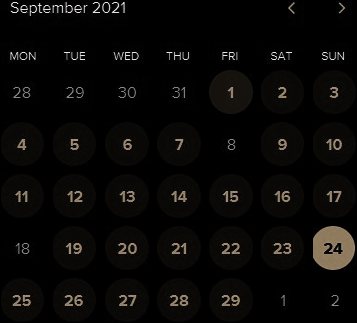 September 2021
MON TUE WED THU FRI SAT SUN
28 29 30 31 1 2 3
4 5 6 7 8 9 10
11 12 13 14 15 16 17
18 19 20 21 22 23 24
25 26 27 28 29 1 2